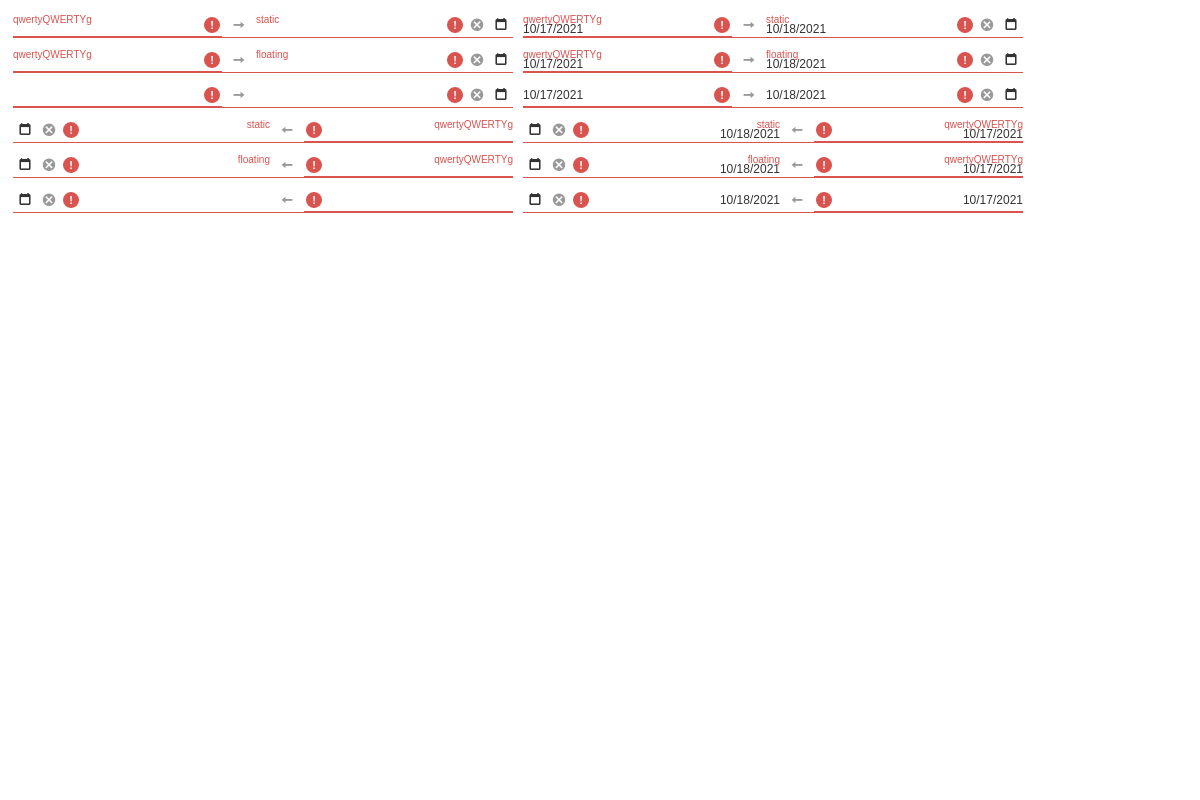 qwertyQWERTYg static qwertyQWERTYg static
10/17/2021 10/18/2021
qwertyQWERTYg floating qwertyQWERTYg floating
10/17/2021 10/18/2021
10/17/2021 10/18/2021
static qwertyQWERTYg static qwertyQWERTYg
10/18/2021 10/17/2021
floating qwertyQWERTYg floating qwertyQWERTYg
10/18/2021 10/17/2021
10/18/2021 10/17/2021